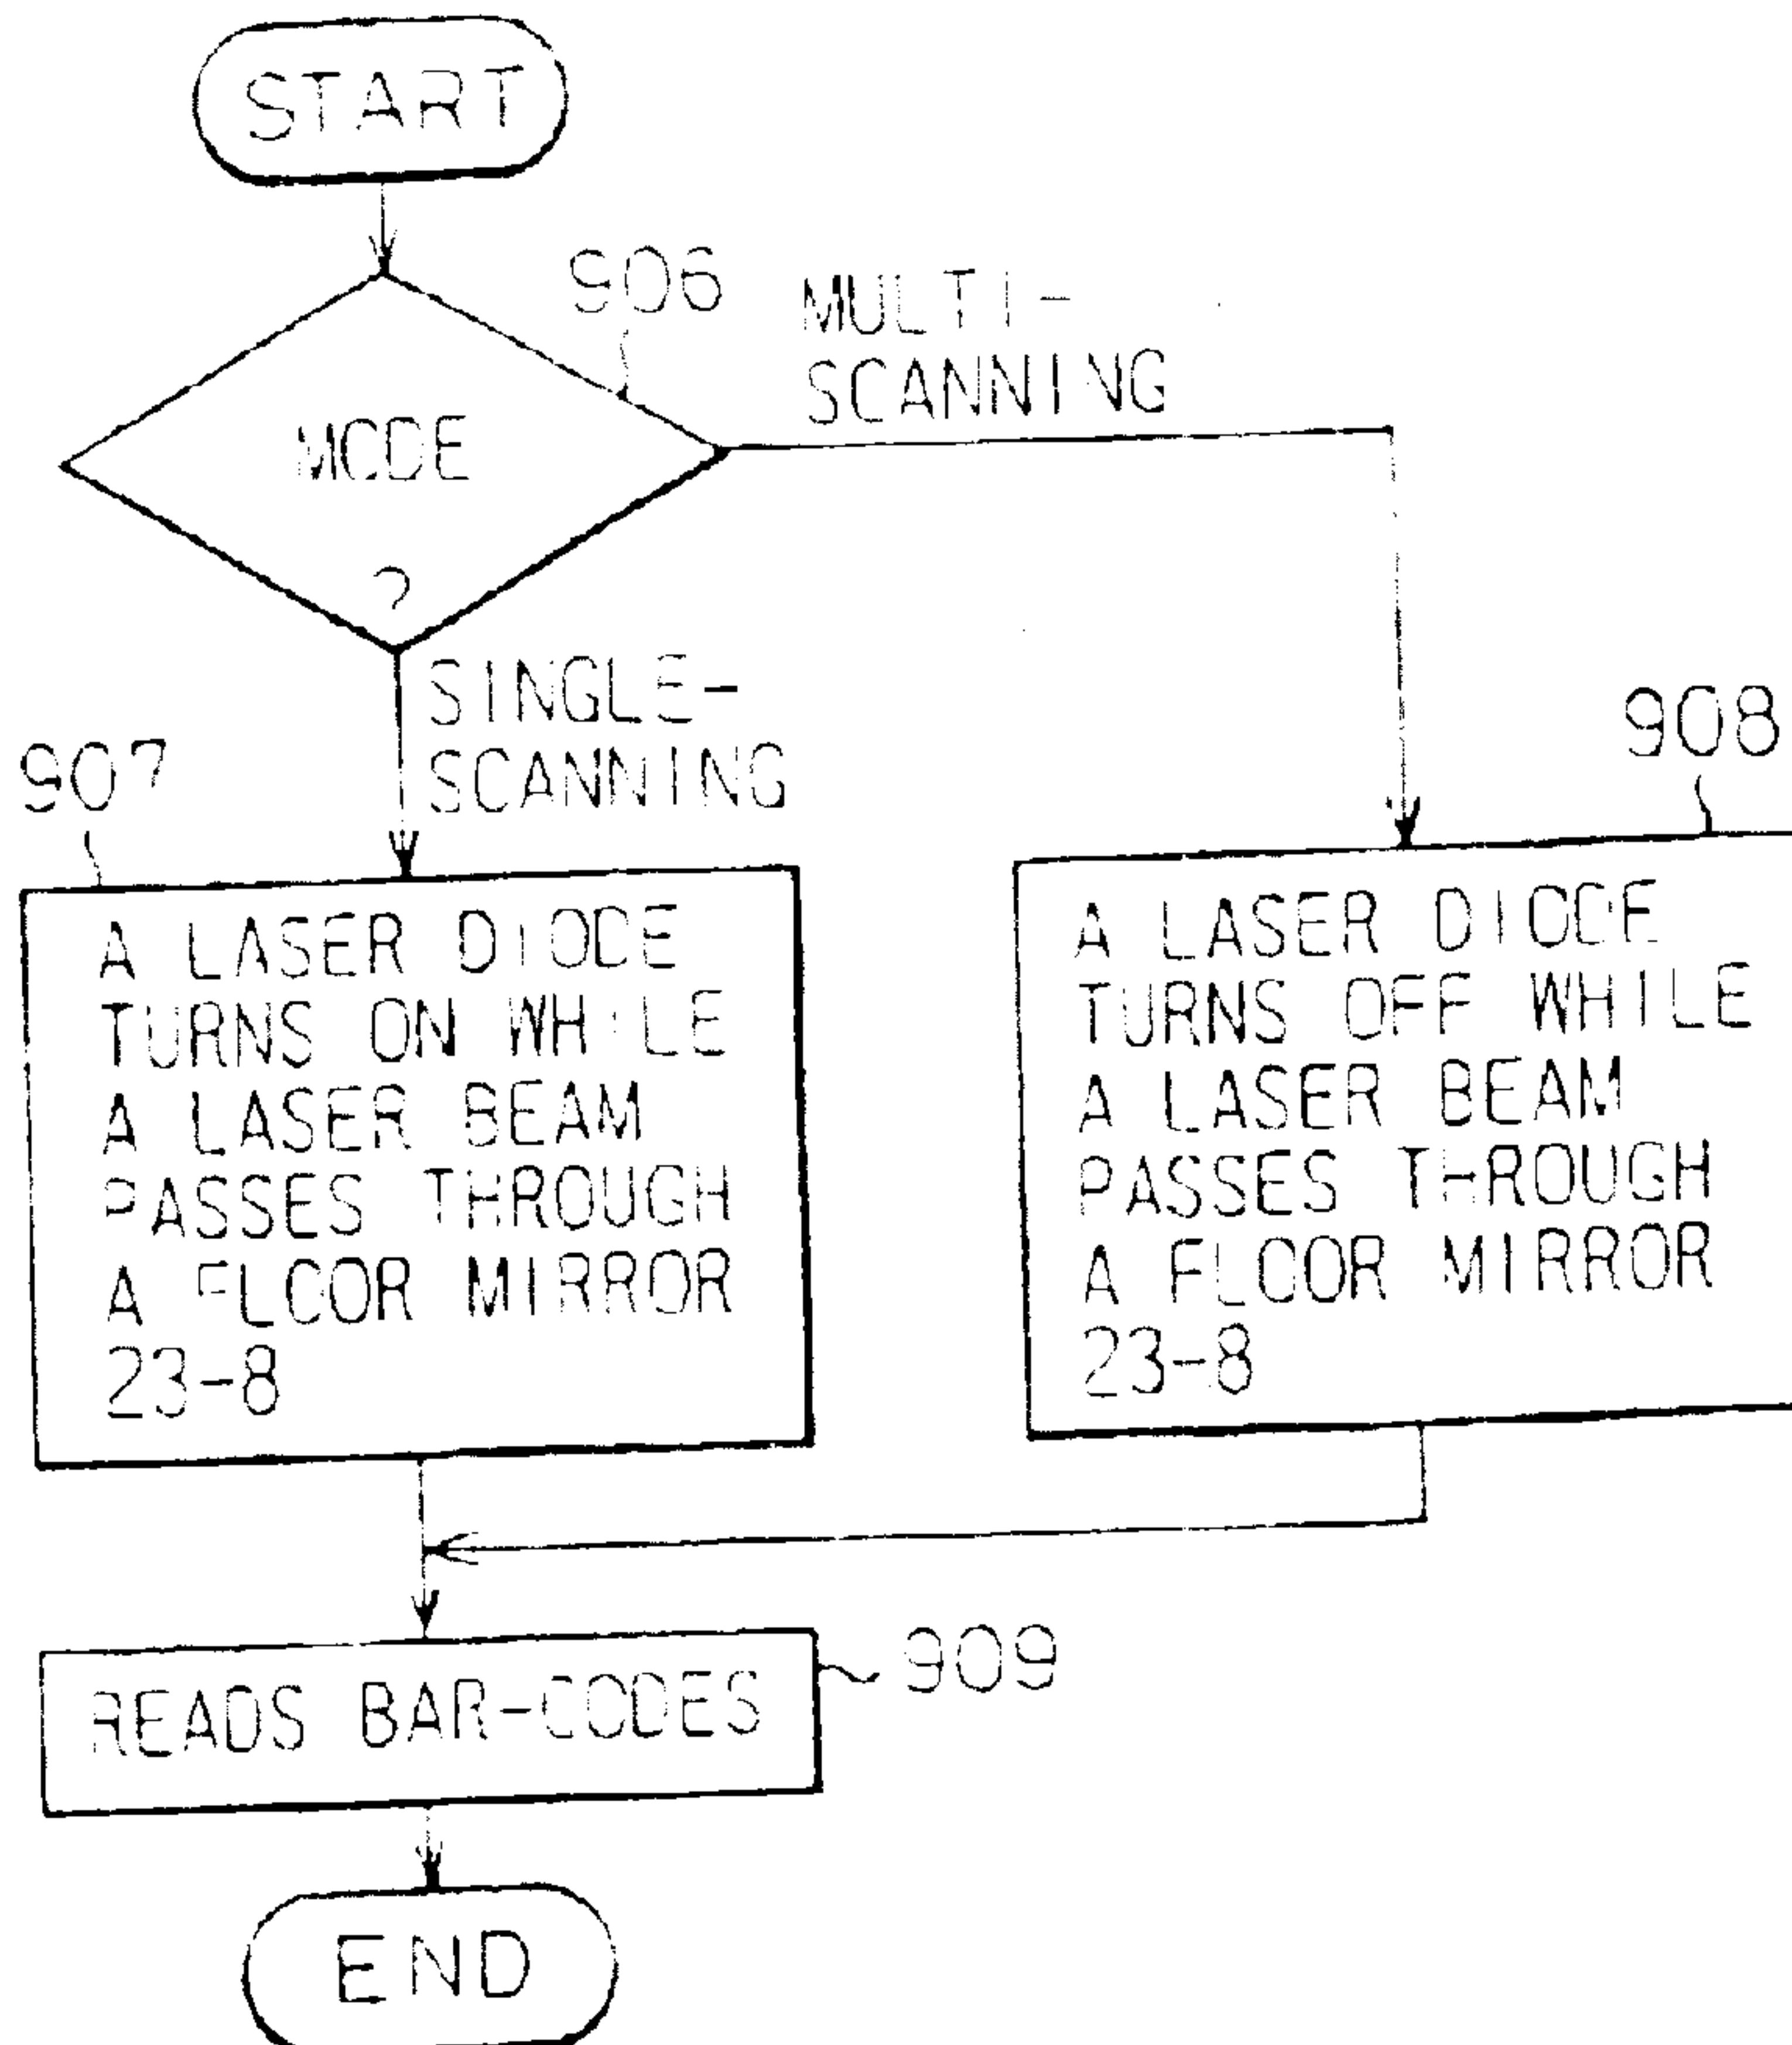 START
906
MULTI-
SCANNING
MODE
?
SINGLE-
SCANNING
907
908
A LASER DIODE
TURNS ON WHILE
A LASER BEAM
PASSES THROUGH
A FLOOR MIRROR
23-8
A LASER DIODE
TURNS OFF WHILE
A LASER BEAM
PASSES THROUGH
A FLOOR MIRROR
23-8
READS BAR-CODES
909
END